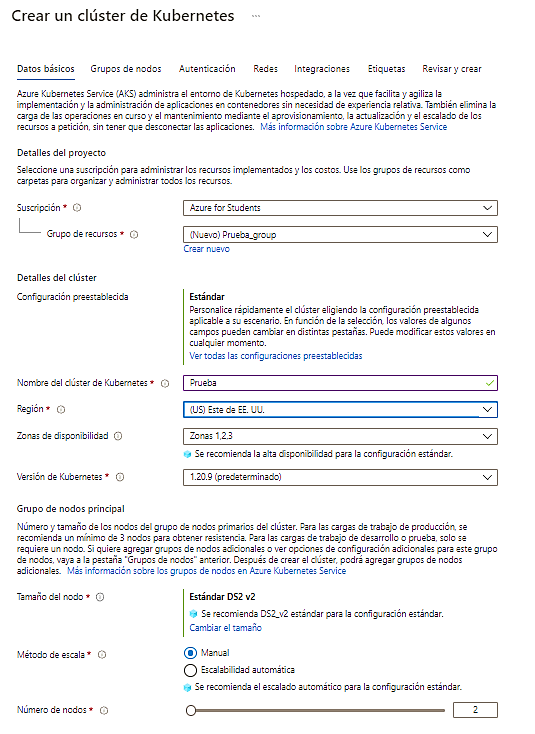 Crear un clúster de Kubernetes ...
Datos básicos Grupos de nodos Autenticación Redes Integraciones Etiquetas Revisar y crear
Azure Kubernetes Service (AKS) administra el entorno de Kubernetes hospedado, a la vez que facilita y agiliza la
implementación y la administración de aplicaciones en contenedores sin necesidad de experiencia relativa. También elimina la
carga de las operaciones en curso y el mantenimiento mediante el aprovisionamiento, la actualización y el escalado de los
recursos a petición, sin tener que desconectar las aplicaciones. Más información sobre Azure Kubernetes Service
Detalles del proyecto
Seleccione una suscripción para administrar los recursos implementados y los costes. Use los grupos de recursos como
carpetas para organizar y administrar todos los recursos.
Suscripción *
Azure for Students
Grupo de recursos *
(Nuevo) Prueba_group
Crear nuevo
Detalles del clúster
Configuración preestablecida
Estándar
Personalice rápidamente el clúster eligiendo la configuración preestablecida
aplicable a su escenario. En función de la selección, los valores de algunos
campos pueden cambiar en distintas pestañas. Puede modificar estos valores en
cualquier momento.
Ver todas las configuraciones preestablecidas
Nombre del clúster de Kubernetes *
Prueba
Región *
(US) Este de EE. UU.
Zonas de disponibilidad
Zonas 1,2,3
Se recomienda la alta disponibilidad para la configuración estándar.
Versión de Kubernetes *
1.20.9 (predeterminado)
Grupo de nodos principal
Número y tamaño de los nodos del grupo de nodos primarios del clúster. Para las cargas de trabajo de producción, se
recomienda un mínimo de 3 nodos para obtener resistencia. Para las cargas de trabajo de desarrollo o prueba, solo se
requiere un nodo. Si quiere agregar grupos de nodos adicionales o ver opciones de configuración adicionales para este grupo
de nodos, vaya a la pestaña "Grupos de nodos" anterior. Después de crear el clúster, podrá agregar grupos de nodos
adicionales. Más información sobre los grupos de nodos en Azure Kubernetes Service
Tamaño del nodo *
Estándar DS2 v2
Se recomienda DS2_v2 estándar para la configuración estándar.
Cambiar el tamaño
Método de escala *
Manual
Escalabilidad automática
Se recomienda el escalado automático para la configuración estándar.
Número de nodos *
2